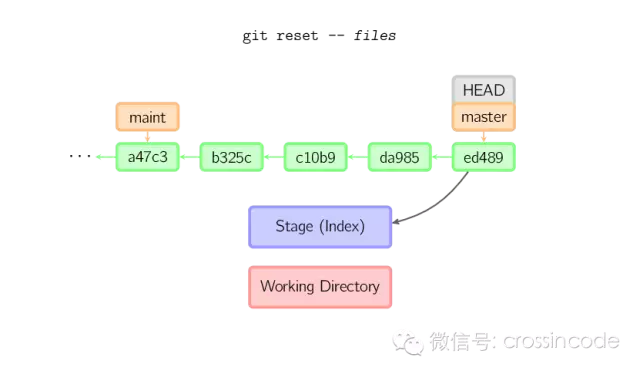 git reset -- files
HEAD
maint
master
... a47c3 b325c c10b9 da985 ed489
Stage (Index)
Working Directory
微信号: crossincode